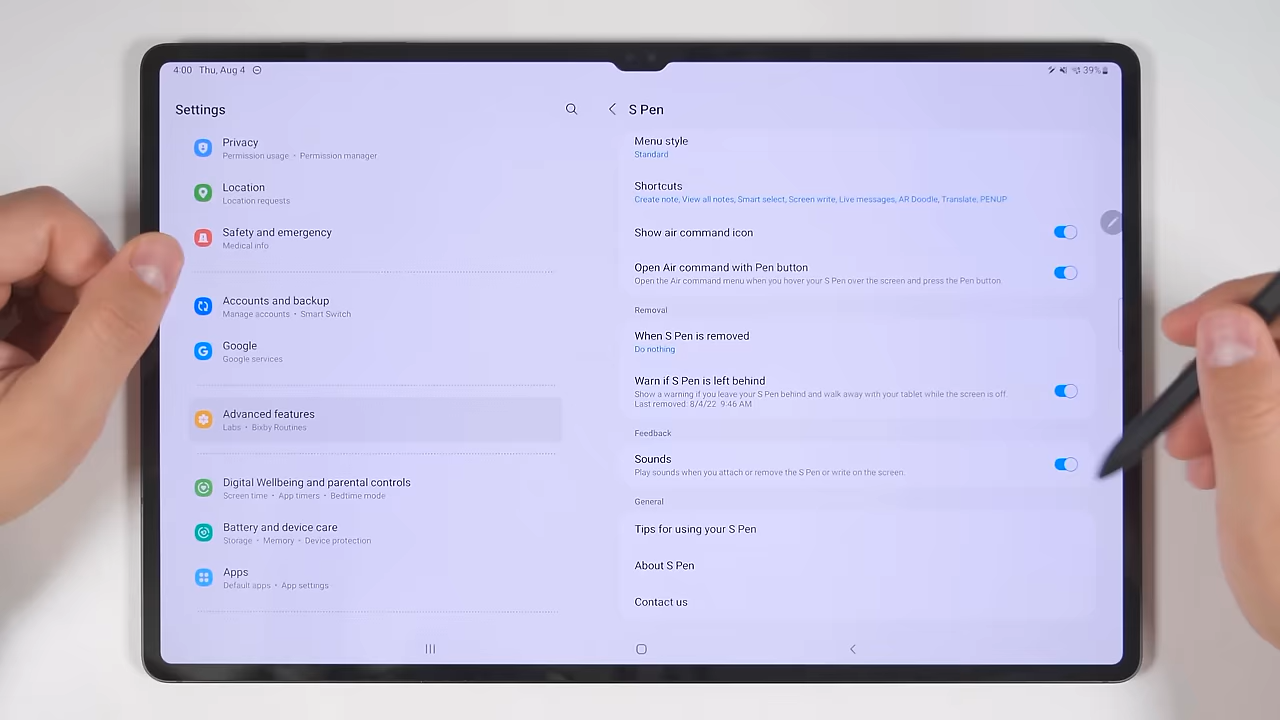 4:00 Thu, Aug 4
39%
Settings
Privacy
Permission usage • Permission manager
Location
Location requests
Safety and emergency
Medical info
Accounts and backup
Manage accounts • Smart Switch
Google
Google services
Advanced features
Labs • Bixby Routines
Digital Wellbeing and parental controls
Screen time • App timers • Bedtime mode
Battery and device care
Storage • Memory • Device protection
Apps
Default apps • App settings
S Pen
Menu style
Standard
Shortcuts
Create note, View all notes, Smart select, Screen write, Live messages, AR Doodle, Translate, PENUP
Show air command icon
Open Air command with Pen button
Open the Air command menu when you hover your S Pen over the screen and press the Pen button.
Removal
When S Pen is removed
Do nothing
Warn if S Pen is left behind
Show a warning if you leave your S Pen behind and walk away with your tablet while the screen is off.
Last removed: 8/4/22 9:46 AM
Feedback
Sounds
Play sounds when you attach or remove the S Pen or write on the screen.
General
Tips for using your S Pen
About S Pen
Contact us